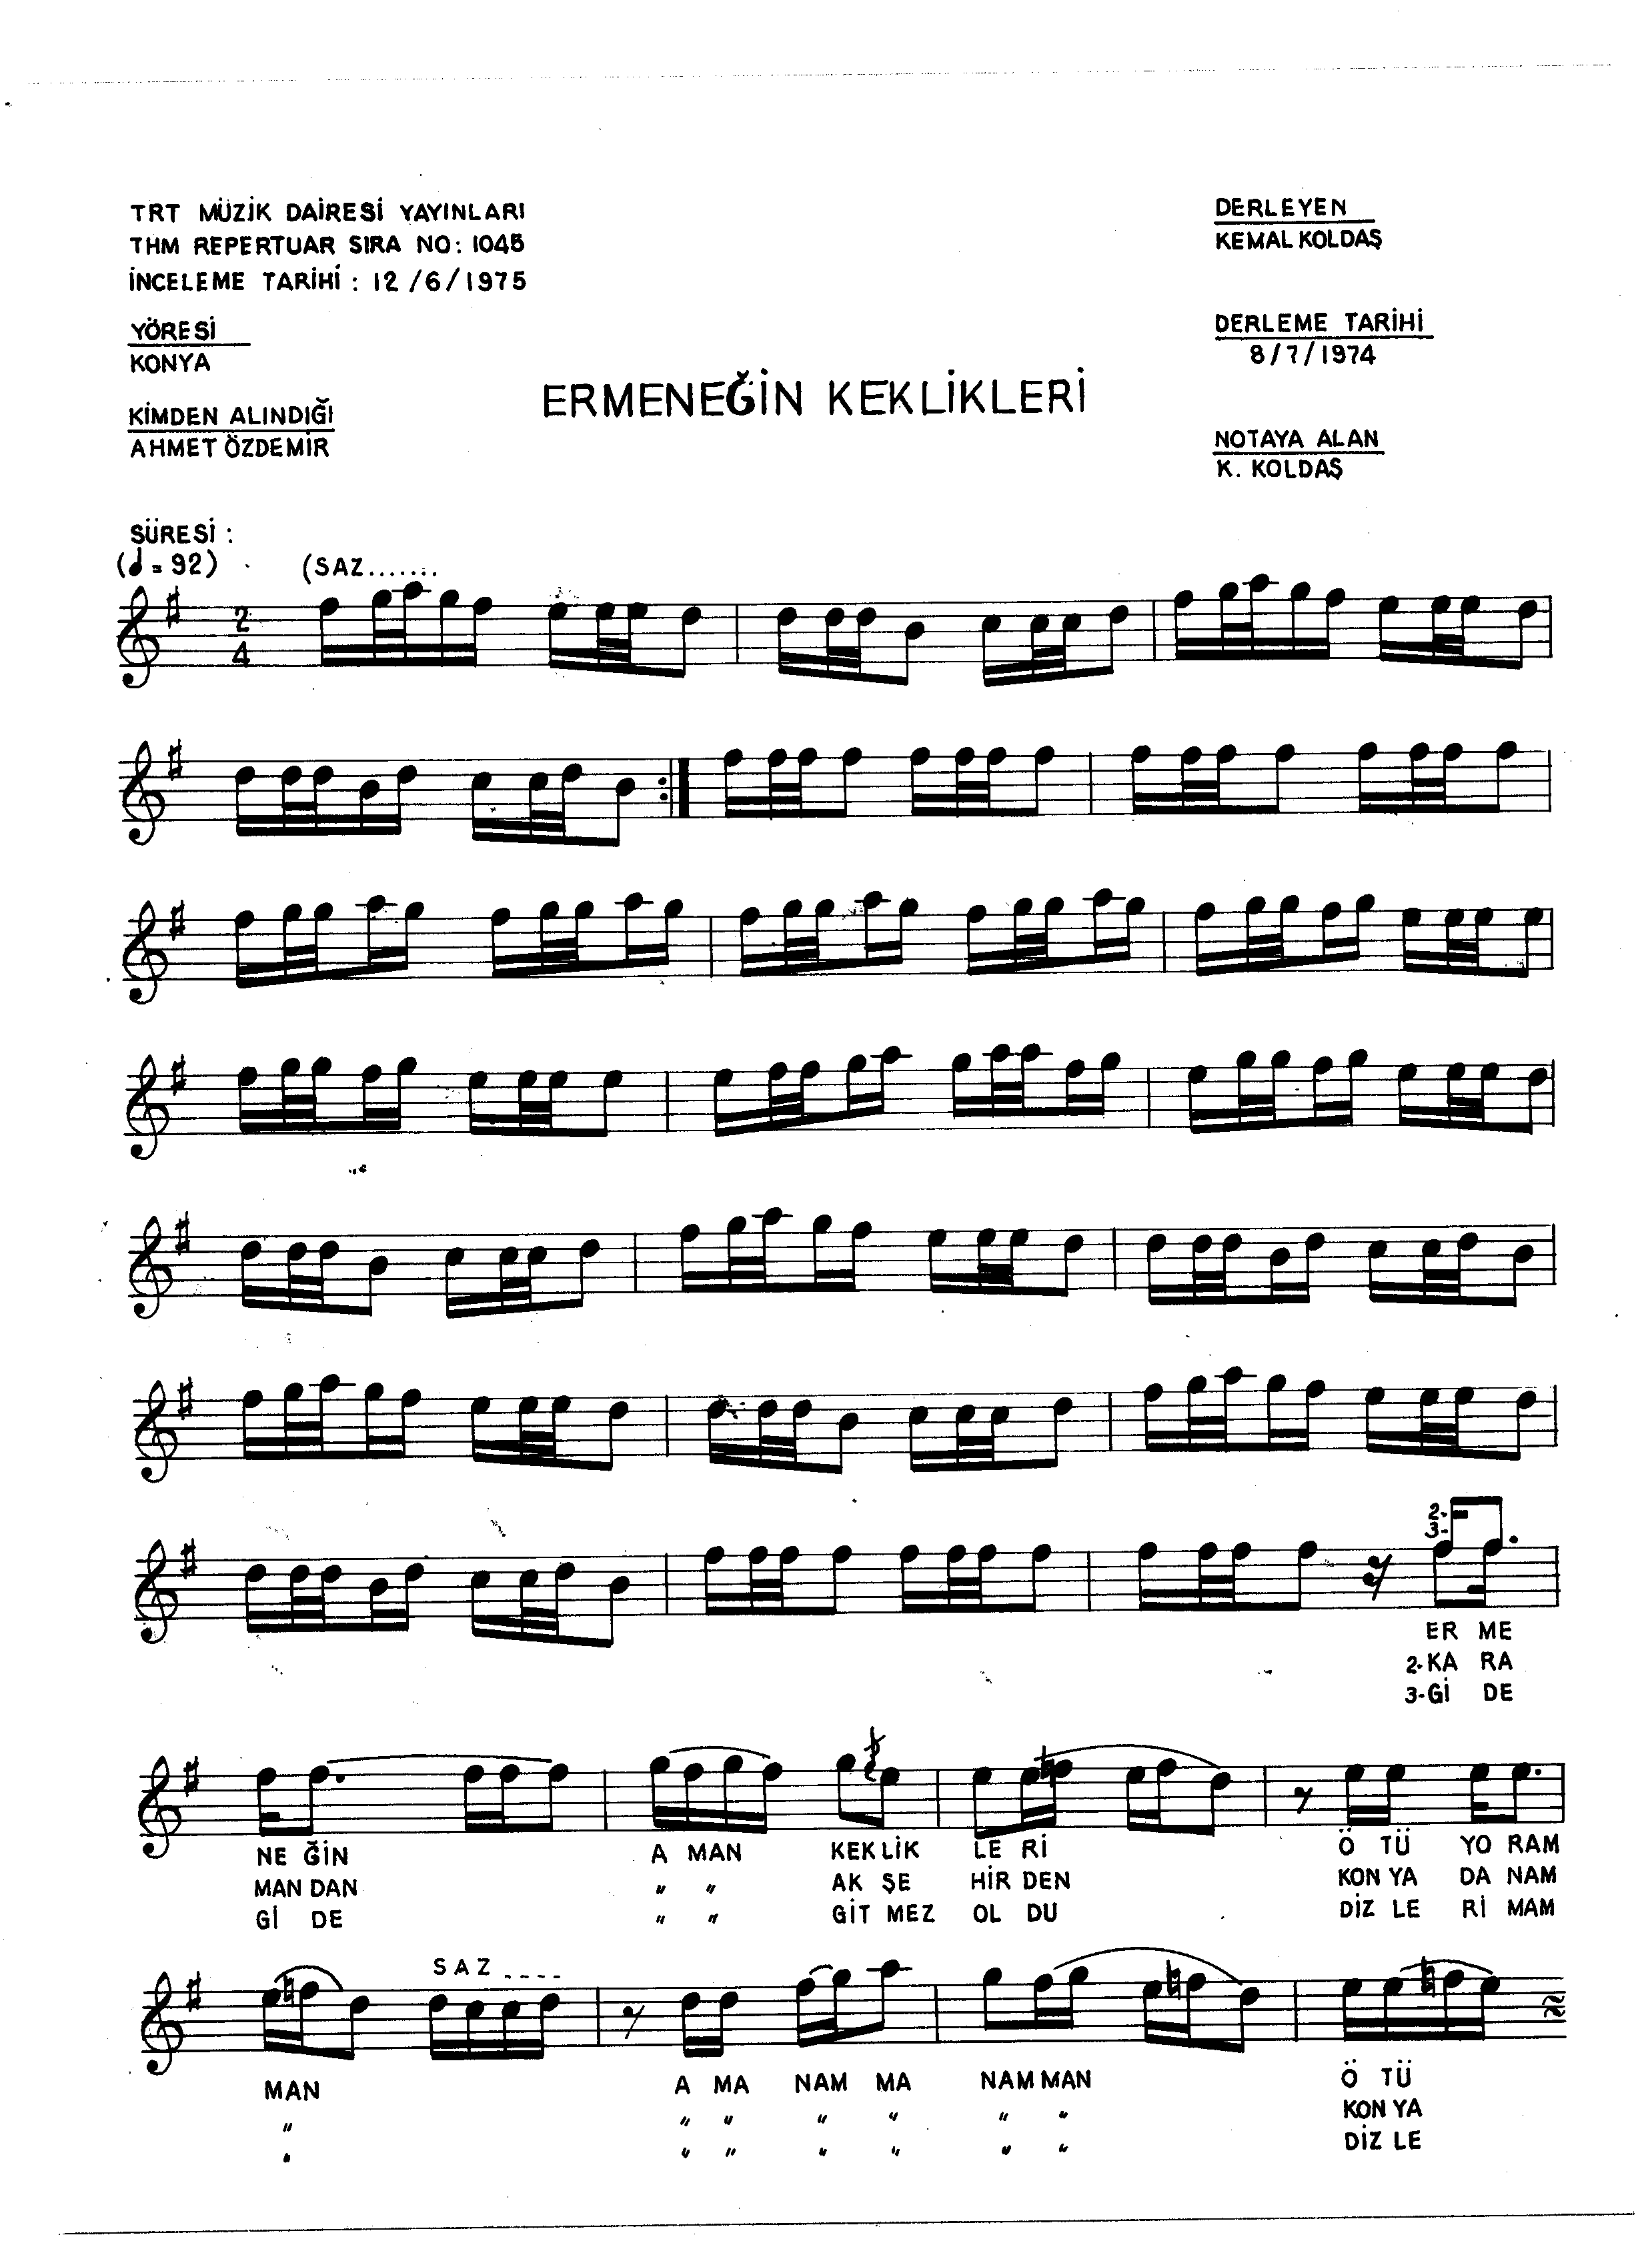 TRT MÜZİK DAİRESİ YAYINLARI
THM REPERTUAR SIRA NO: 1045
İNCELEME TARİHİ : 12/6/1975
YÖRESİ
KONYA
KİMDEN ALINDIĞI
AHMET ÖZDEMİR
DERLEYEN
KEMAL KOLDAŞ
DERLEME TARİHİ
8/7/1974
NOTAYA ALAN
K. KOLDAŞ
ERMENEĞİN KEKLİKLERİ
SÜRESİ :
(♩=92)
(SAZ.......
2
4
2-
3-
ER ME
2-KA RA
3-Gİ DE
NE ĞİN A MAN KEK LİK LE Rİ Ö TÜ YO RAM
MAN DAN " " AK ŞE HİR DEN KON YA DA NAM
Gİ DE " " GİT MEZ OL DU DİZ LE Rİ MAM
SAZ ....
MAN A MA NAM MA NAM MAN Ö TÜ
" " " " " " " KON YA
" " " " " " " DİZ LE